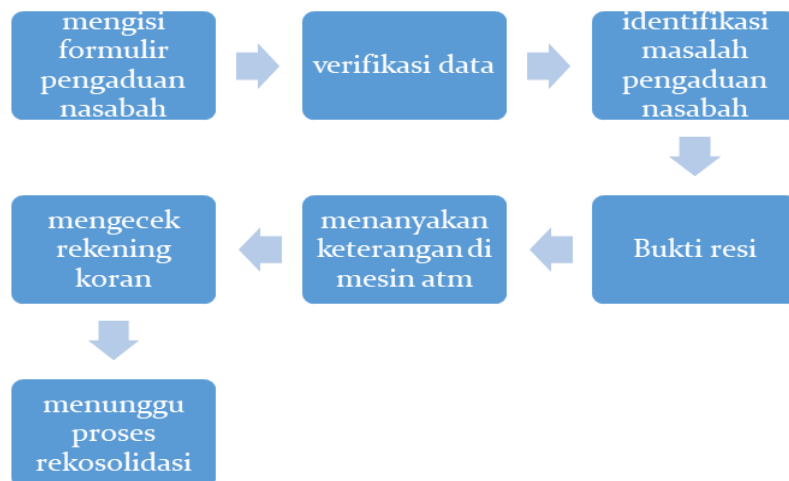 mengisi
formulir
pengaduan
nasabah
verifikasi data
identifikasi
masalah
pengaduan
nasabah
Bukti resi
menanyakan
keterangan di
mesin atm
mengecek
rekening
koran
menunggu
proses
rekosolidasi